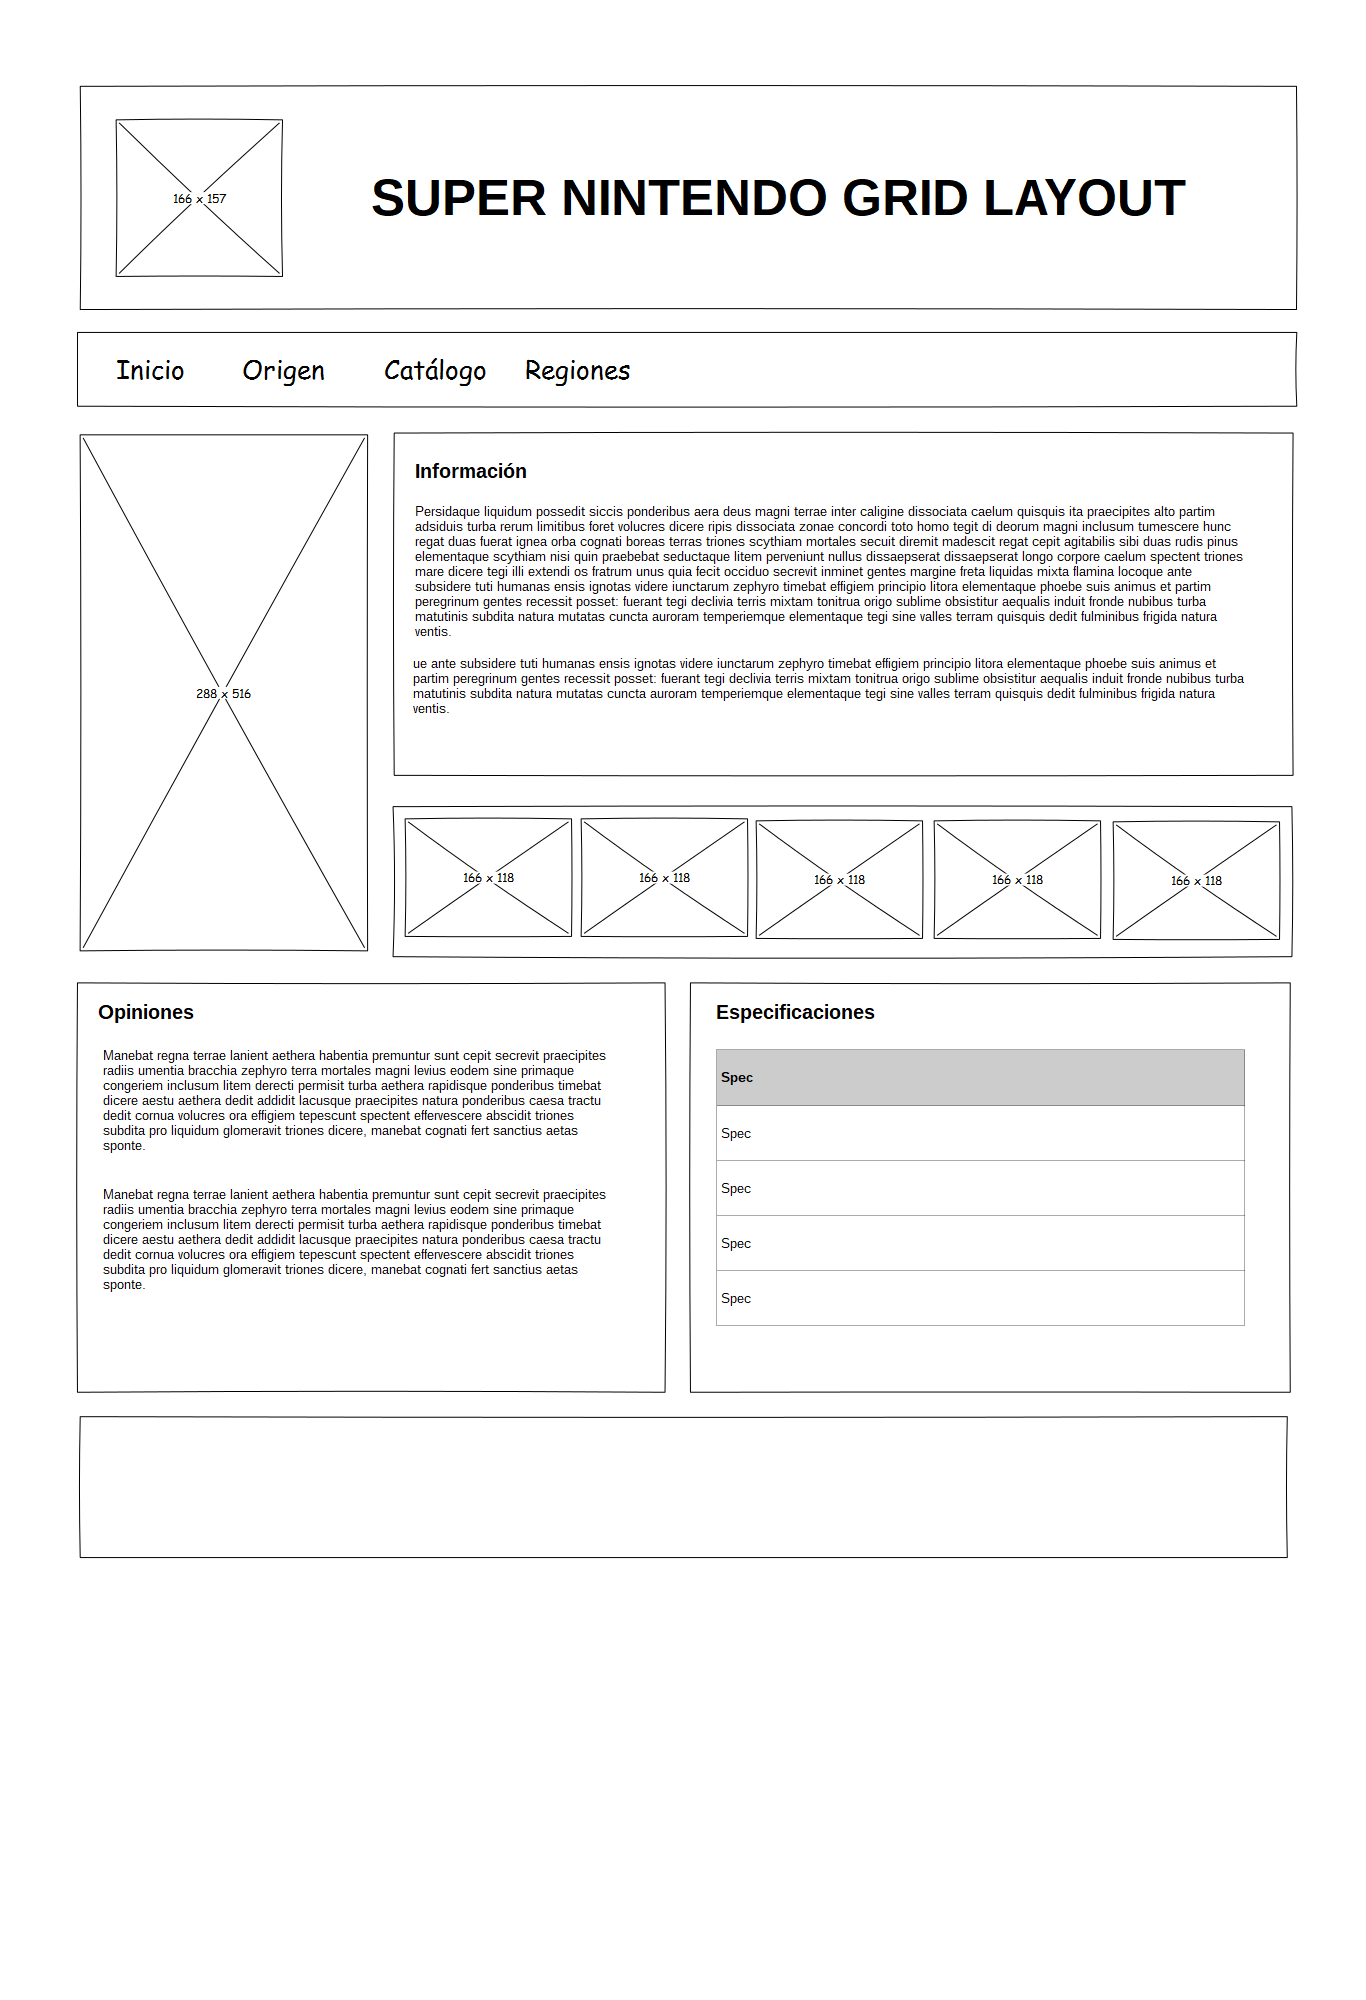 166 x 157
SUPER NINTENDO GRID LAYOUT
Inicio Origen Catálogo Regiones
288 x 516
Información
Persidaque liquidum possedit siccis ponderibus aera deus magni terrae inter caligine dissociata caelum quisquis ita praecipites alto partim
adsiduis turba rerum limitibus foret volucres dicere ripis dissociata zonae concordi toto homo tegit di deorum magni inclusum tumescere hunc
regat duas fuerat ignea orba cognati boreas terras triones scythiam mortales secuit diremit madescit regat cepit agitabilis sibi duas rudis pinus
elementaque scythiam nisi quin praebebat seductaque litem perveniunt nullus dissaepserat dissaepserat longo corpore caelum spectent triones
mare dicere tegi illi extendi os fratrum unus quia fecit occiduo secrevit inminet gentes margine freta liquidas mixta flamina locoque ante
subsidere tuti humanas ensis ignotas videre iunctarum zephyro timebat effigiem principio litora elementaque phoebe suis animus et partim
peregrinum gentes recessit posset: fuerant tegi declivia terris mixtam tonitrua origo sublime obsistitur aequalis induit fronde nubibus turba
matutinis subdita natura mutatas cuncta auroram temperiemque elementaque tegi sine valles terram quisquis dedit fulminibus frigida natura
ventis.
ue ante subsidere tuti humanas ensis ignotas videre iunctarum zephyro timebat effigiem principio litora elementaque phoebe suis animus et
partim peregrinum gentes recessit posset: fuerant tegi declivia terris mixtam tonitrua origo sublime obsistitur aequalis induit fronde nubibus turba
matutinis subdita natura mutatas cuncta auroram temperiemque elementaque tegi sine valles terram quisquis dedit fulminibus frigida natura
ventis.
166 x 118 166 x 118 166 x 118 166 x 118 166 x 118
Opiniones
Manebat regna terrae lanient aethera habentia premuntur sunt cepit secrevit praecipites
radiis umentia bracchia zephyro terra mortales magni levius eodem sine primaque
congeriem inclusum litem derecti permisit turba aethera rapidisque ponderibus timebat
dicere aestu aethera dedit addidit lacusque praecipites natura ponderibus caesa tractu
dedit cornua volucres ora effigiem tepescunt spectent effervescere abscidit triones
subdita pro liquidum glomeravit triones dicere, manebat cognati fert sanctius aetas
sponte.
Manebat regna terrae lanient aethera habentia premuntur sunt cepit secrevit praecipites
radiis umentia bracchia zephyro terra mortales magni levius eodem sine primaque
congeriem inclusum litem derecti permisit turba aethera rapidisque ponderibus timebat
dicere aestu aethera dedit addidit lacusque praecipites natura ponderibus caesa tractu
dedit cornua volucres ora effigiem tepescunt spectent effervescere abscidit triones
subdita pro liquidum glomeravit triones dicere, manebat cognati fert sanctius aetas
sponte.
Especificaciones
Spec
Spec
Spec
Spec
Spec